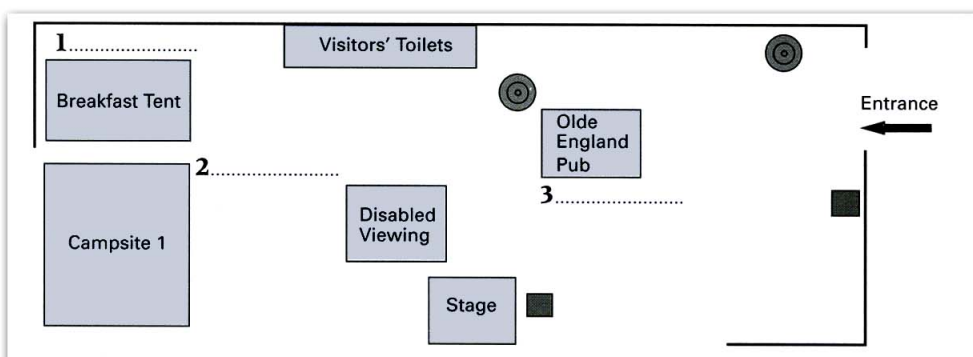 1........................
Visitors' Toilets
Breakfast Tent
Entrance
Olde
England
Pub
2........................
3........................
Disabled
Viewing
Campsite 1
Stage